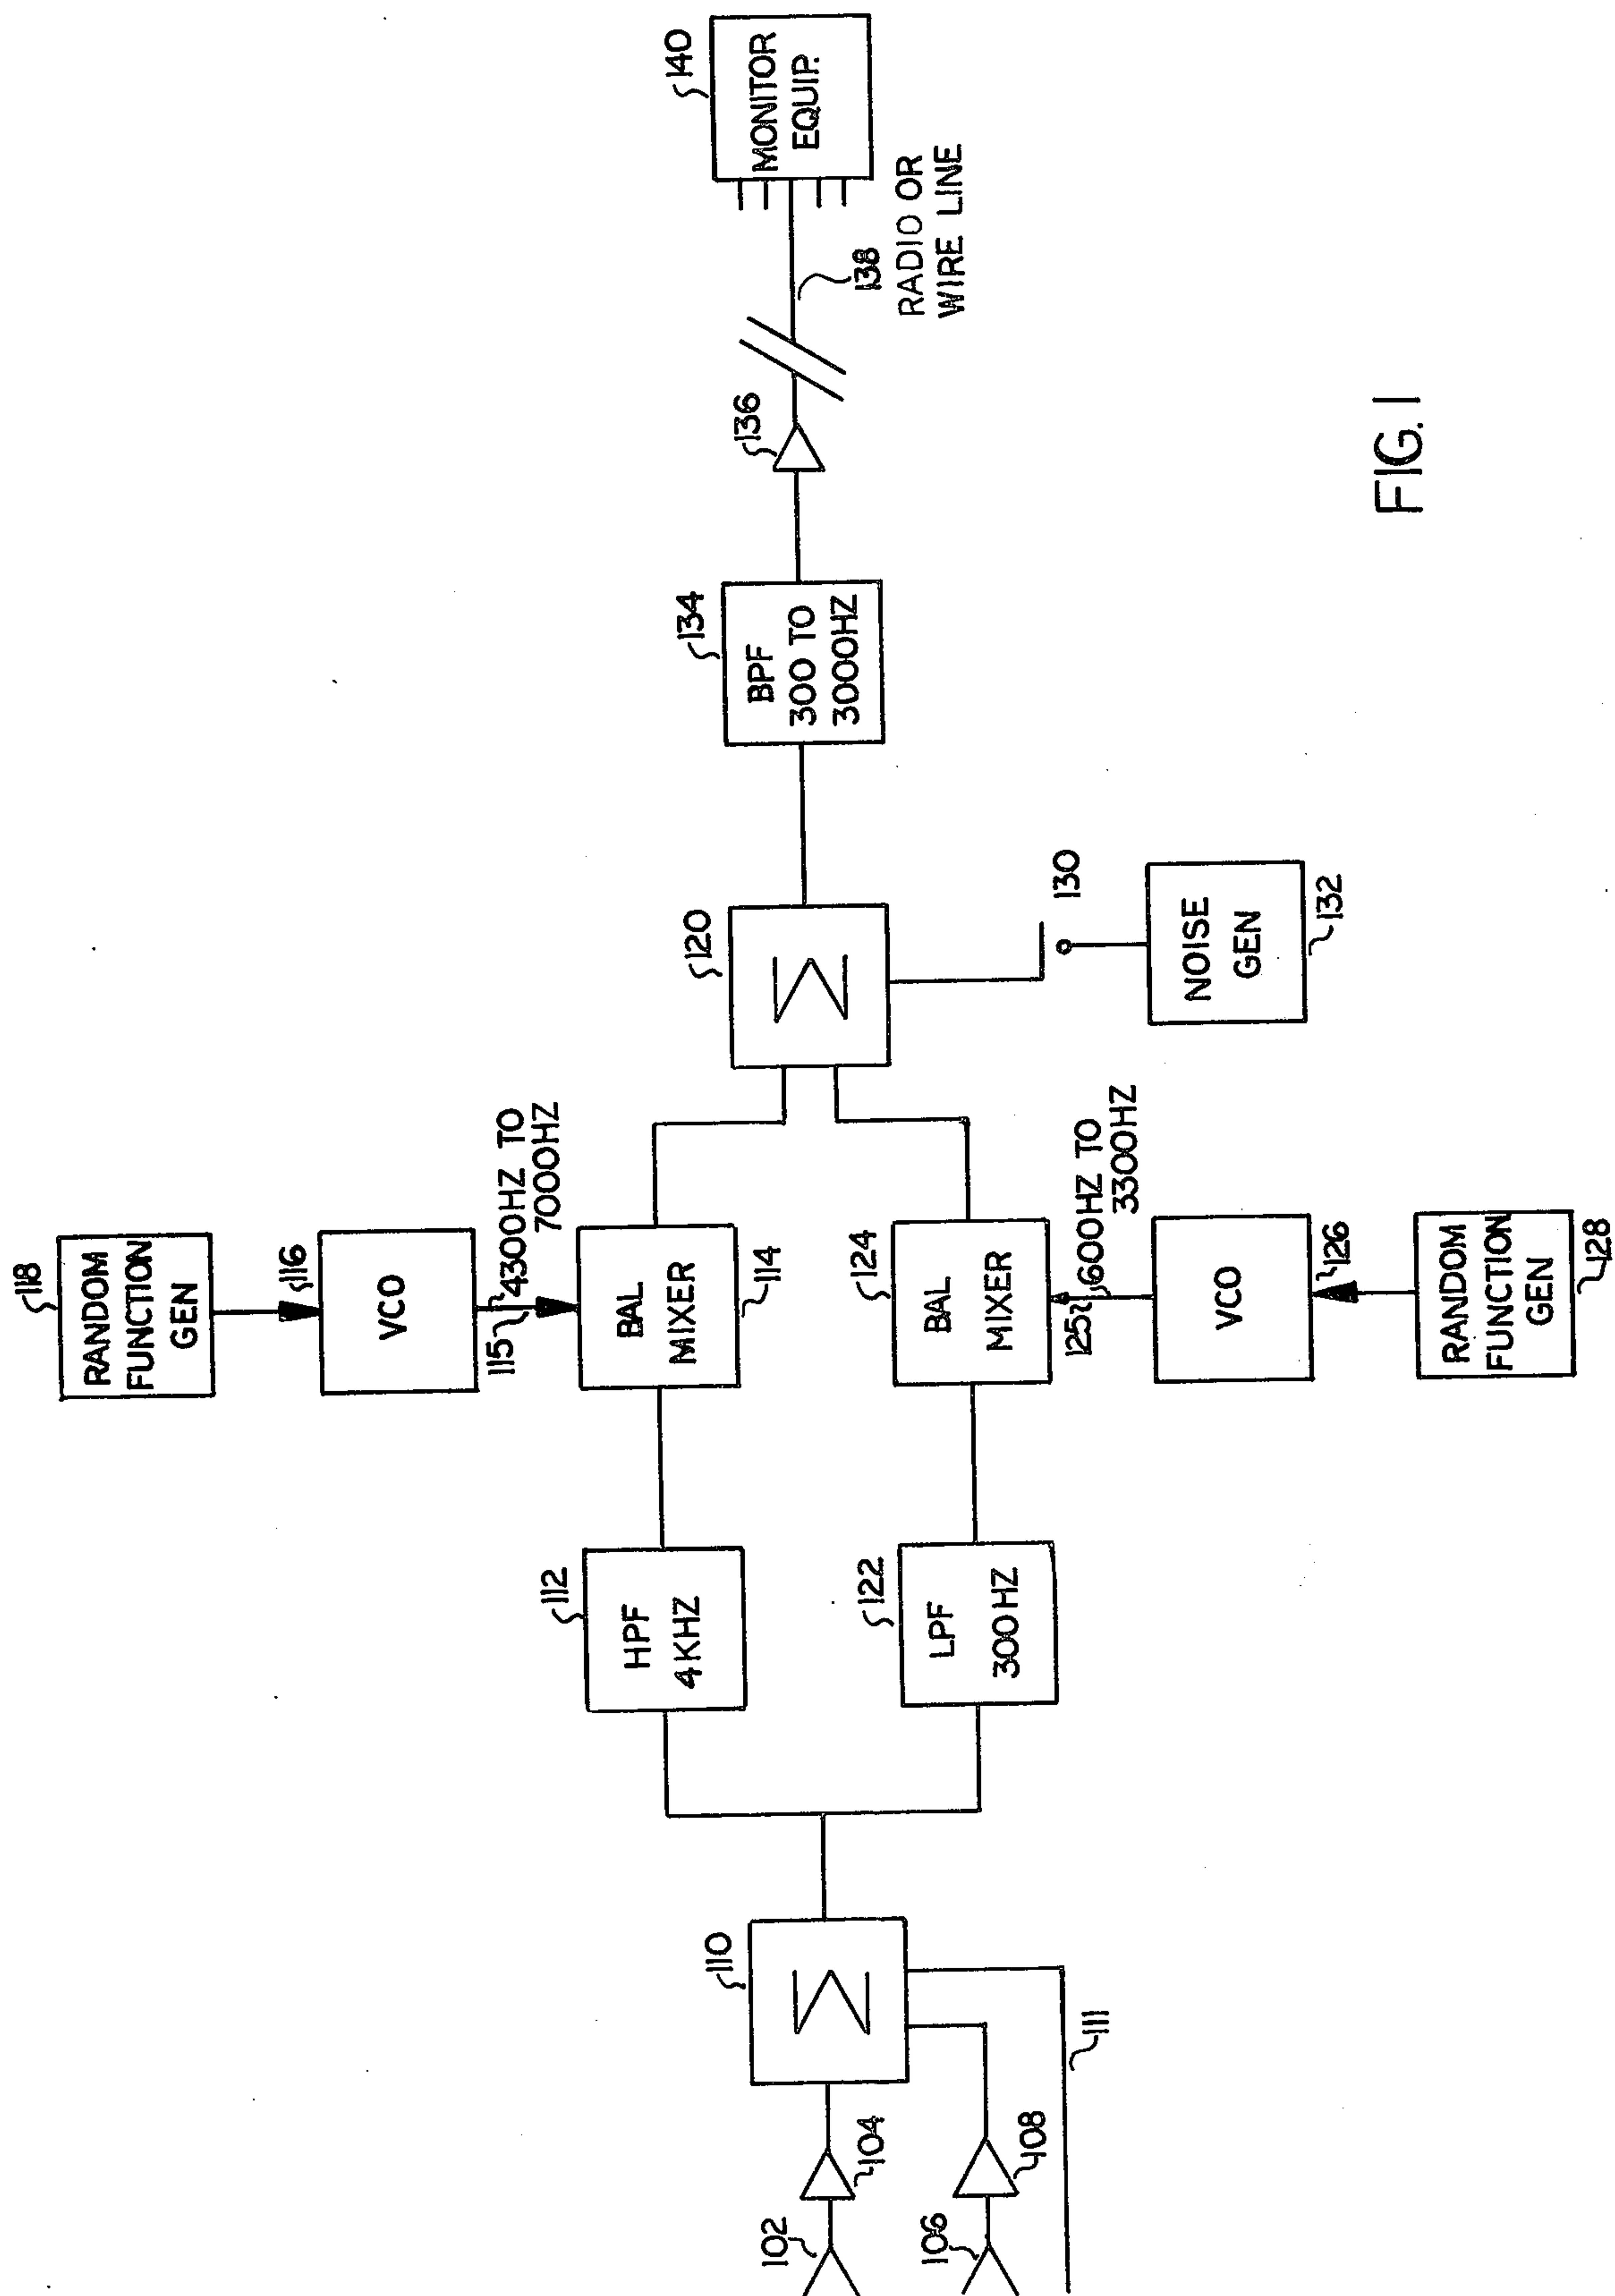 118
RANDOM
FUNCTION
GEN
116
VCO
115
4300HZ TO
7000HZ
102
104
106
108
110
Σ
111
112
HPF
4KHZ
BAL
MIXER
114
122
LPF
300HZ
124
BAL
MIXER
125
600HZ TO
3300HZ
VCO
126
RANDOM
FUNCTION
GEN
128
120
Σ
130
NOISE
GEN
132
134
BPF
300 TO
3000HZ
136
138
RADIO OR
WIRE LINE
140
MONITOR
EQUIP.
FIG. 1